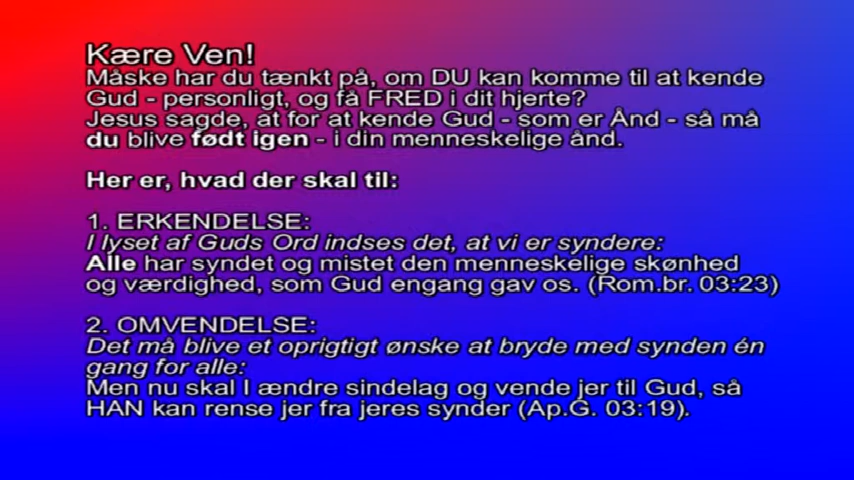 Kære Ven!
Måske har du tænkt på, om DU kan komme til at kende
Gud - personligt, og få FRED i dit hjerte?
Jesus sagde, at for at kende Gud - som er Ånd - så må
du blive født igen - i din menneskelige ånd.
Her er, hvad der skal til:
1. ERKENDELSE:
I lyset af Guds Ord indses det, at vi er syndere:
Alle har syndet og mistet den menneskelige skønhed
og værdighed, som Gud engang gav os. (Rom.br. 03:23)
2. OMVENDELSE:
Det må blive et oprigtigt ønske at bryde med synden én
gang for alle:
Men nu skal I ændre sindelag og vende jer til Gud, så
HAN kan rense jer fra jeres synder (Ap.G. 03:19).